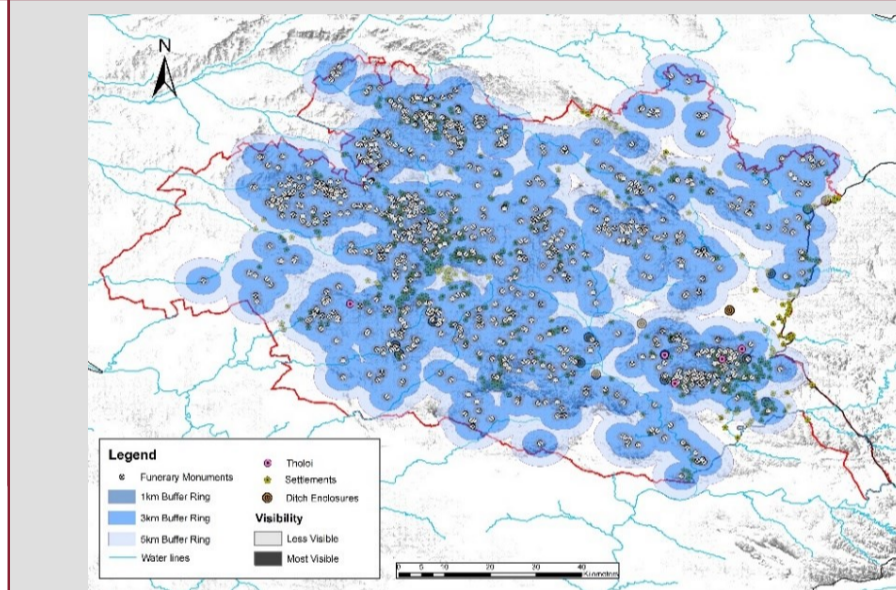 N
Legend
Funerary Monuments
1km Buffer Ring
3km Buffer Ring
5km Buffer Ring
Water lines
Tholoi
Settlements
Ditch Enclosures
Visibility
Less Visible
Most Visible
0 5 10 20 30 40
Kilometers